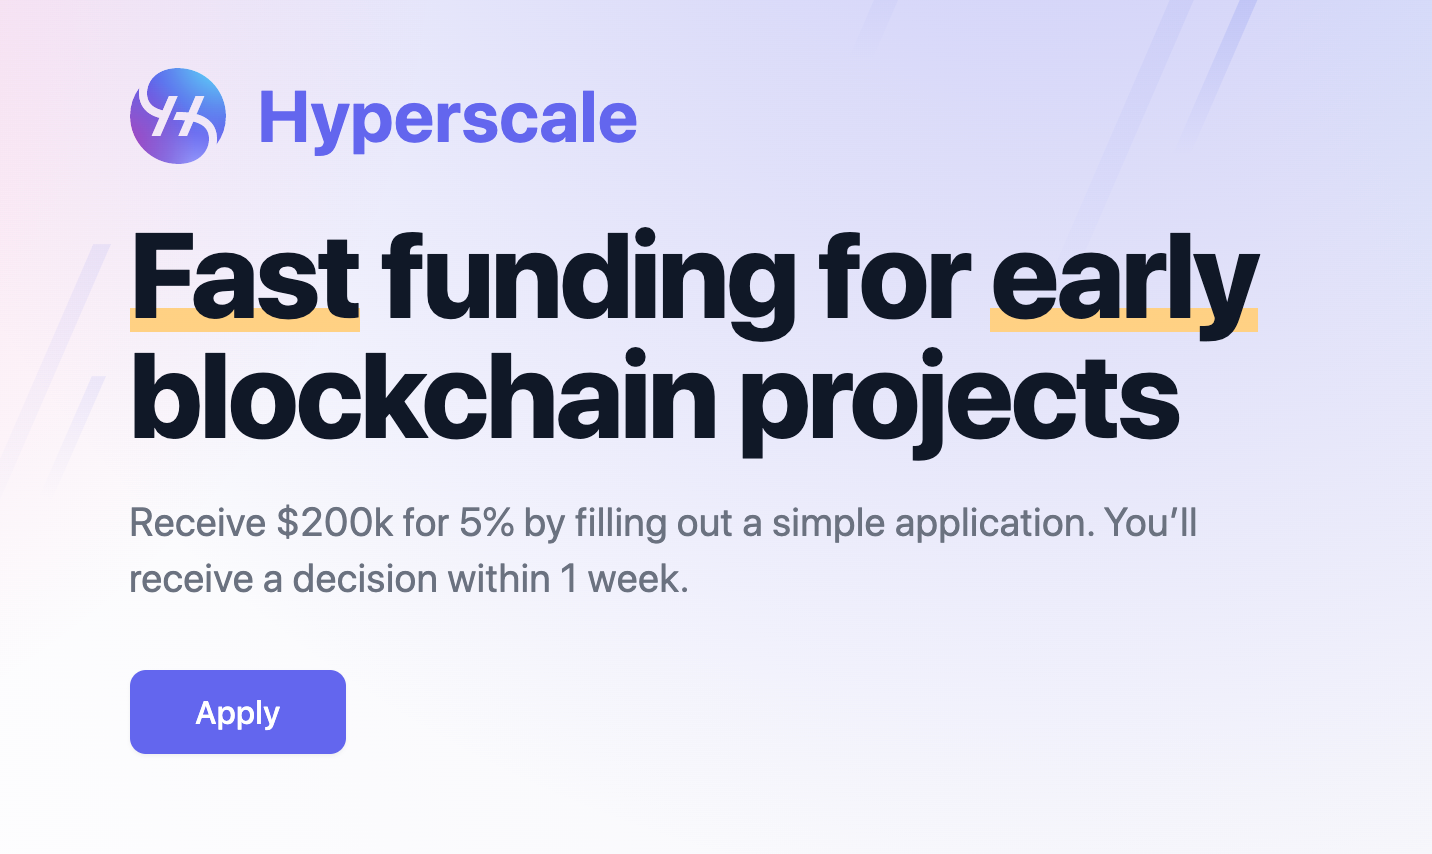 Hyperscale
Fast funding for early
blockchain projects
Receive $200k for 5% by filling out a simple application. You’ll
receive a decision within 1 week.
Apply